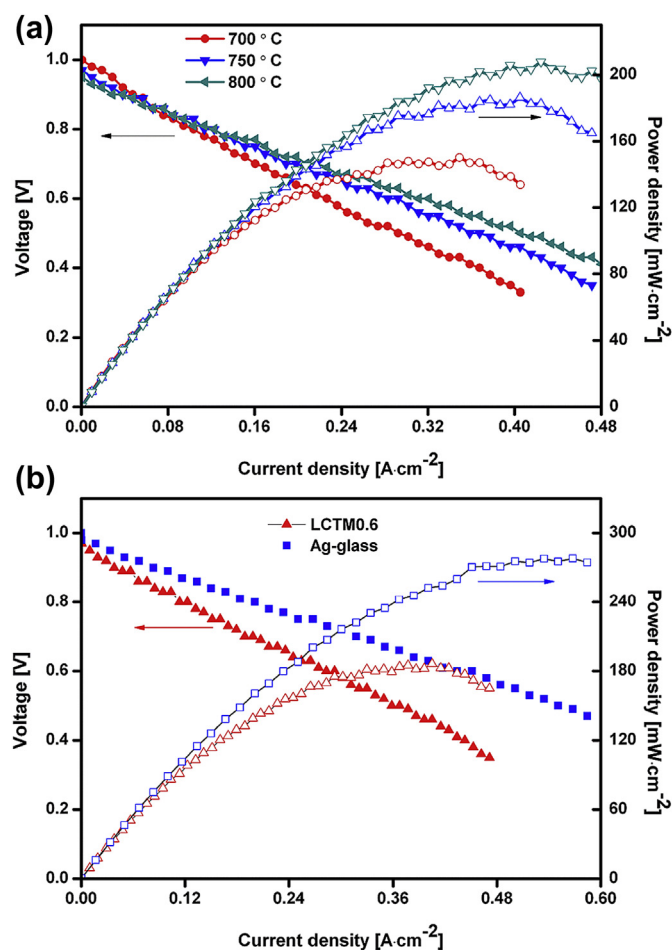 (a)
700 °C
750 °C
800 °C
1.0
0.8
0.6
0.4
0.2
0.0
Voltage [V]
200
160
120
80
40
0
Power density [mW·cm-2]
0.00 0.08 0.16 0.24 0.32 0.40 0.48
Current density [A·cm-2]
(b)
LCTM0.6
Ag-glass
1.0
0.8
0.6
0.4
0.2
0.0
Voltage [V]
300
240
180
120
60
0
Power density [mW·cm-2]
0.00 0.12 0.24 0.36 0.48 0.60
Current density [A·cm-2]